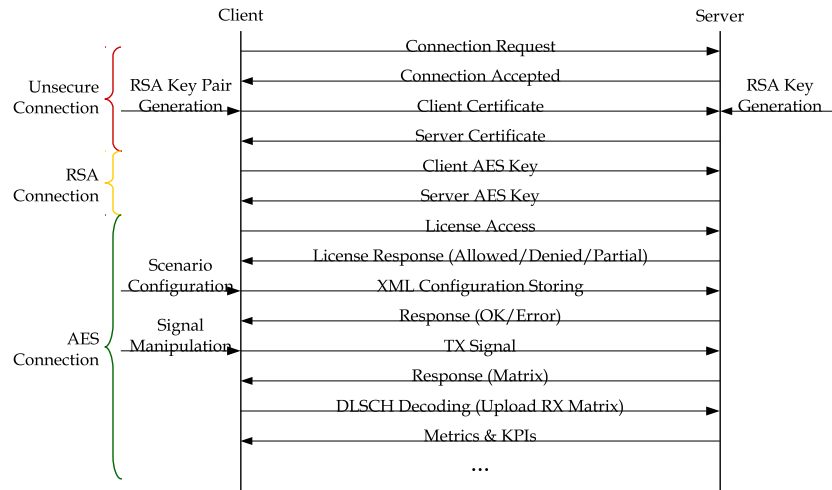 Client
Server
Connection Request
Connection Accepted
Unsecure
Connection
RSA Key Pair
Generation
Client Certificate
RSA Key
Generation
Server Certificate
RSA
Connection
Client AES Key
Server AES Key
License Access
License Response (Allowed/Denied/Partial)
Scenario
Configuration
XML Configuration Storing
Response (OK/Error)
AES
Connection
Signal
Manipulation
TX Signal
Response (Matrix)
DLSCH Decoding (Upload RX Matrix)
Metrics & KPIs
...